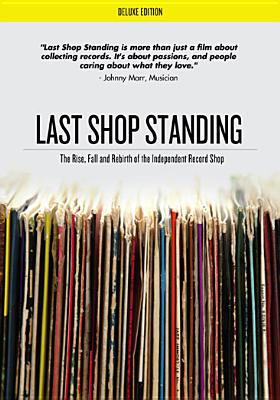 DELUXE EDITION
"Last Shop Standing is more than just a film about
collecting records. It's about passions, and people
caring about what they love."
- Johnny Marr, Musician
LAST SHOP STANDING
The Rise, Fall and Rebirth of the Independent Record Shop